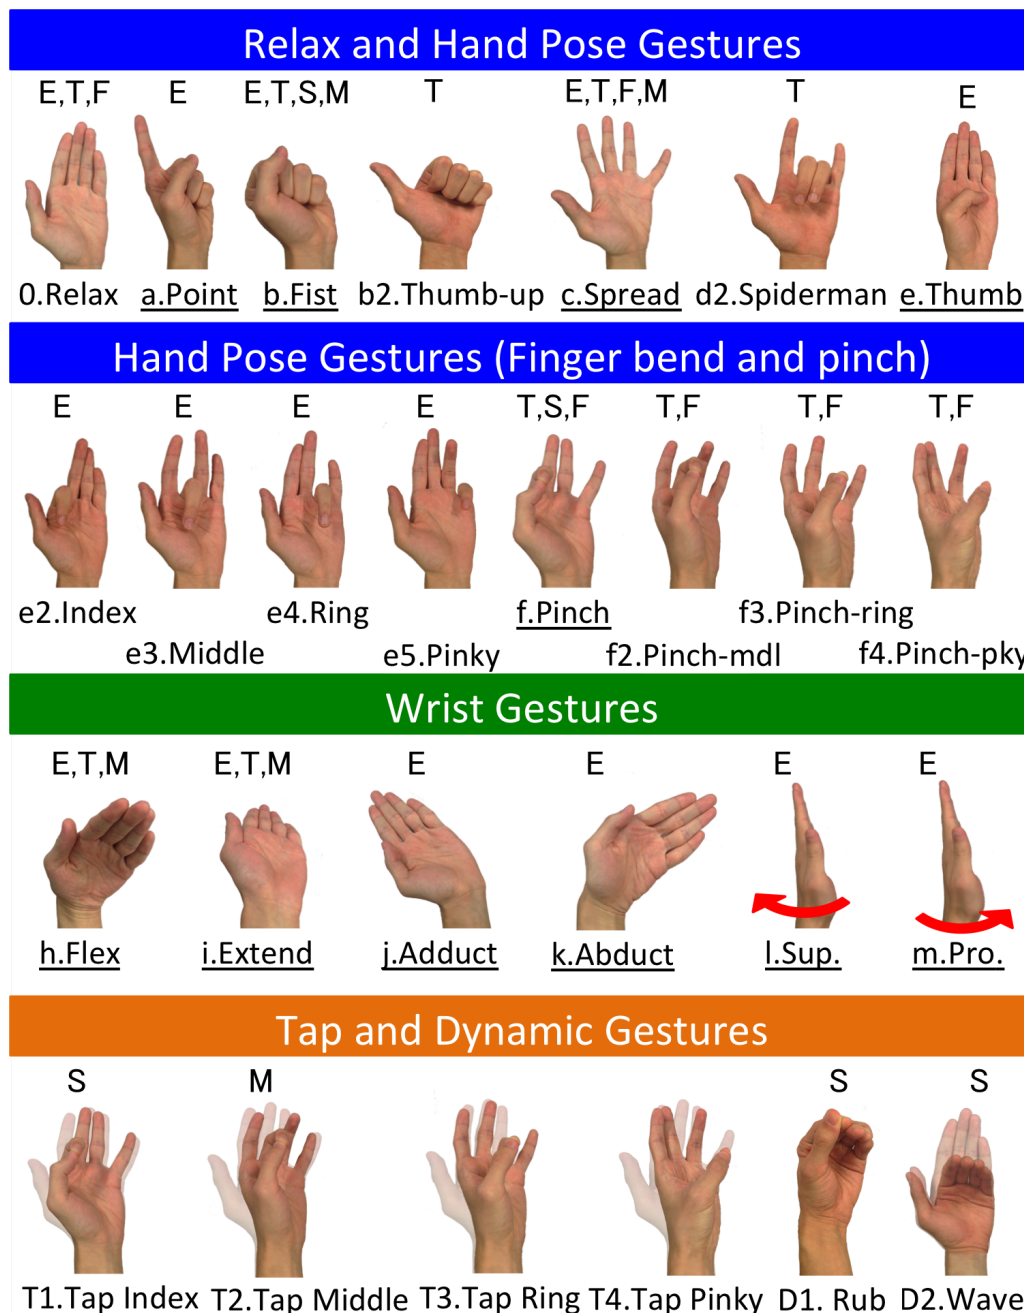 Relax and Hand Pose Gestures
E,T,F E E,T,S,M T E,T,F,M T E
0.Relax a.Point b.Fist b2.Thumb-up c.Spread d2.Spiderman e.Thumb
Hand Pose Gestures (Finger bend and pinch)
E E E E T,S,F T,F T,F T,F
e2.Index e4.Ring f.Pinch f3.Pinch-ring
e3.Middle e5.Pinky f2.Pinch-mdl f4.Pinch-pky
Wrist Gestures
E,T,M E,T,M E E E E
h.Flex i.Extend j.Adduct k.Abduct l.Sup. m.Pro.
Tap and Dynamic Gestures
S M S S
T1.Tap Index T2.Tap Middle T3.Tap Ring T4.Tap Pinky D1. Rub D2.Wave